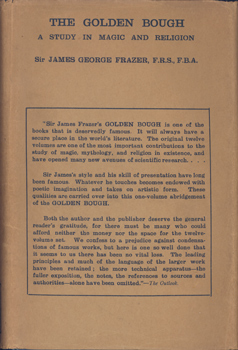 THE GOLDEN BOUGH
A STUDY IN MAGIC AND RELIGION
Sir JAMES GEORGE FRAZER, F.R.S., F.B.A.
"Sir James Frazer's GOLDEN BOUGH is one of the
books that is deservedly famous. It will always have a
secure place in the world's literature. The original twelve
volumes are one of the most important contributions to the
study of magic, mythology, and religion in existence, and
have opened many new avenues of scientific research. . . .
Sir James's style and his skill of presentation have long
been famous. Whatever he touches becomes endowed with
poetic imagination and takes on artistic form. These
qualities are carried over into this one-volume abridgement
of the GOLDEN BOUGH.
Both the author and the publisher deserve the general
reader's gratitude, for there must be many who could
afford neither the money nor the space for the twelve-
volume set. We confess to a prejudice against condensa-
tions of famous works, but here is one so well done that
it seems to us there has been no vital loss. The leading
principles and much of the language of the larger work
have been retained; the more technical apparatus—the
fuller exposition, the notes, the references to sources and
authorities—alone have been omitted."—The Outlook.